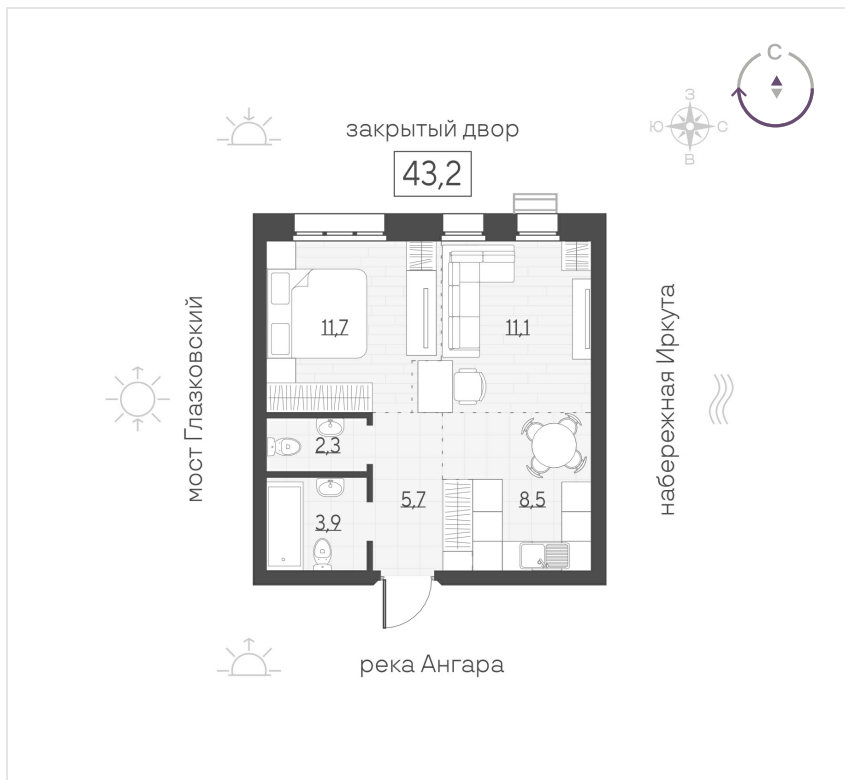 С
З
Ю
С
В
закрытый двор
43,2
мост Глазковский
набережная Иркута
11,7
11,1
2,3
5,7
8,5
3,9
река Ангара